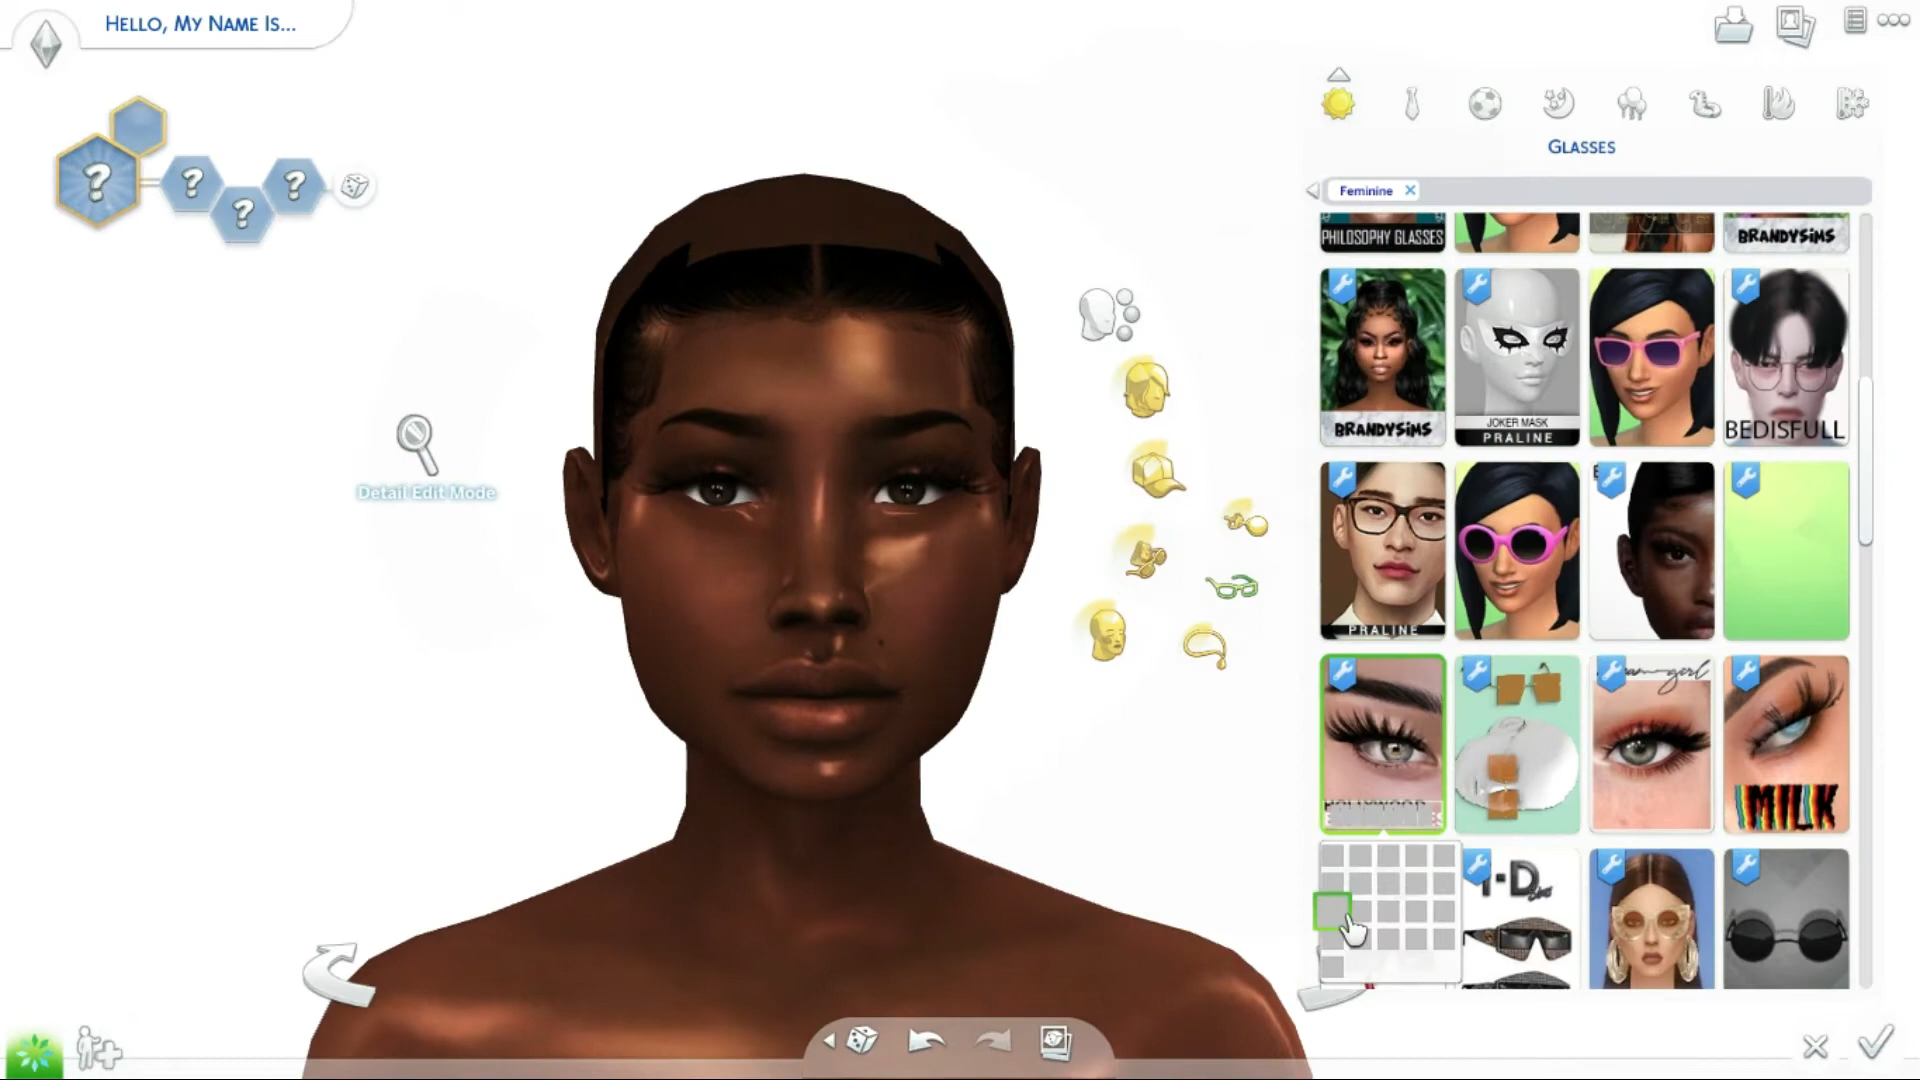 HELLO, MY NAME IS...
GLASSES
Feminine
PHILOSOPHY GLASSES
BRANDYSIMS
BRANDYSIMS
JOKER MASK
PRALINE
BEDISFULL
Detail Edit Mode
PRALINE
MILK
I-D